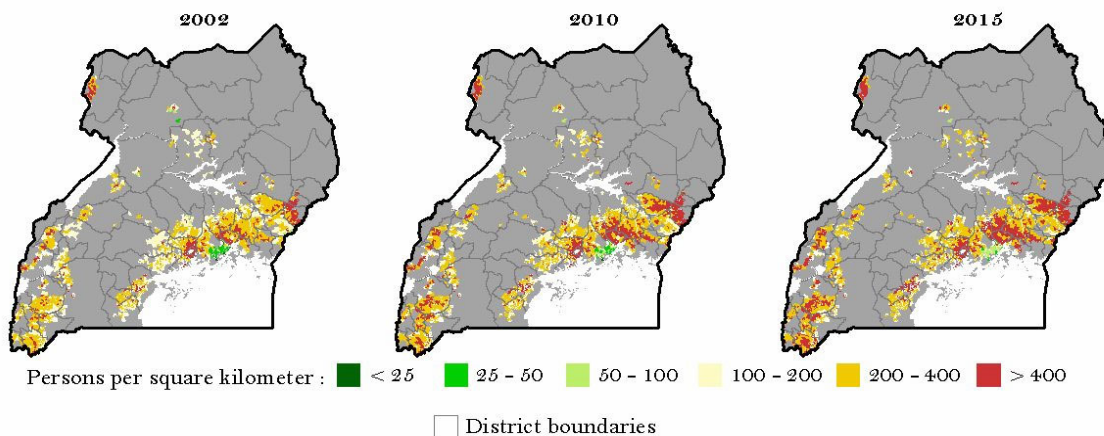 2002 2010 2015
Persons per square kilometer : < 25 25 - 50 50 - 100 100 - 200 200 - 400 > 400
District boundaries